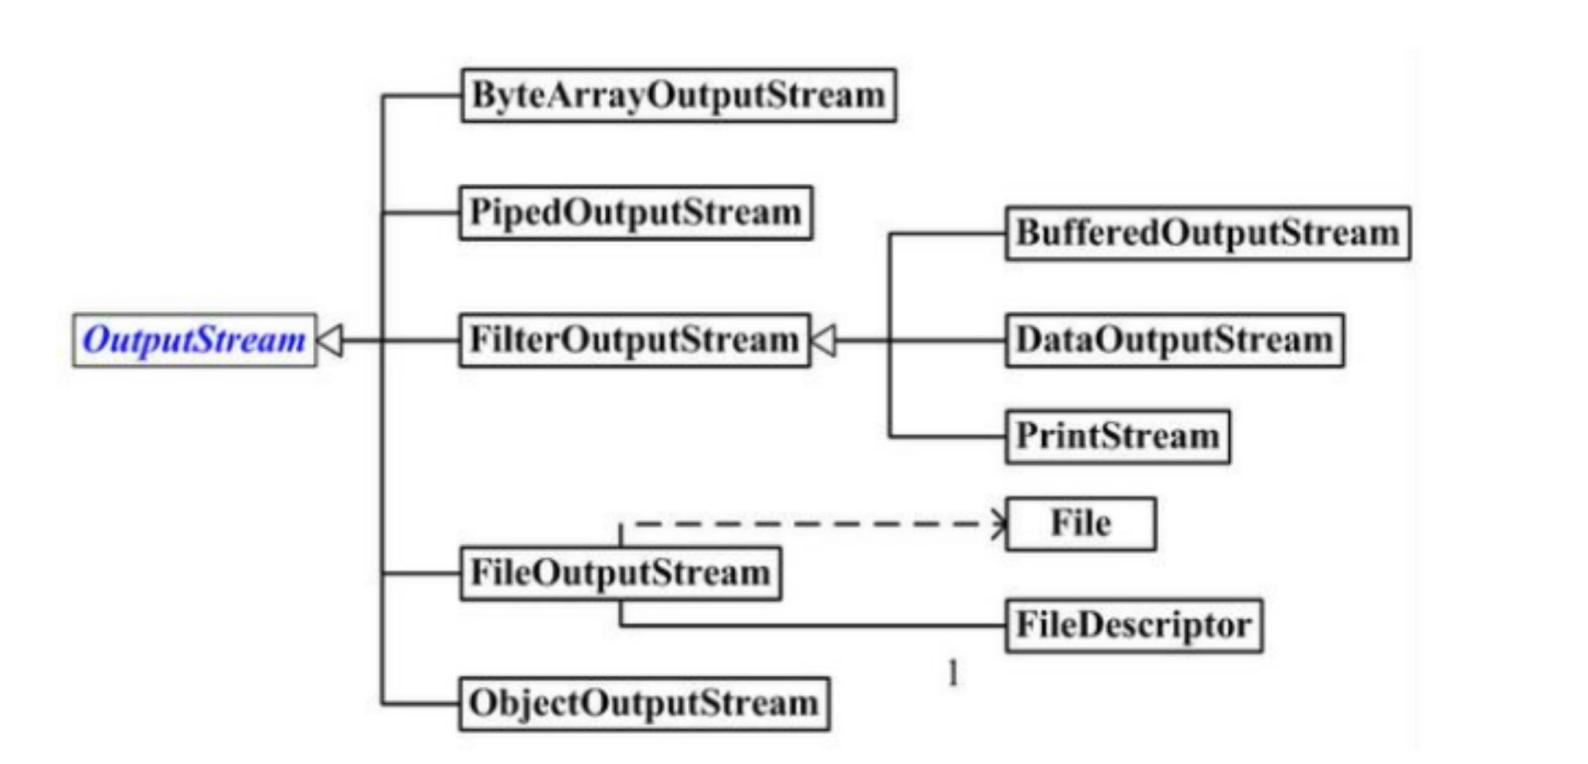 ByteArrayOutputStream
PipedOutputStream
BufferedOutputStream
OutputStream
FilterOutputStream
DataOutputStream
PrintStream
File
FileOutputStream
FileDescriptor
1
ObjectOutputStream